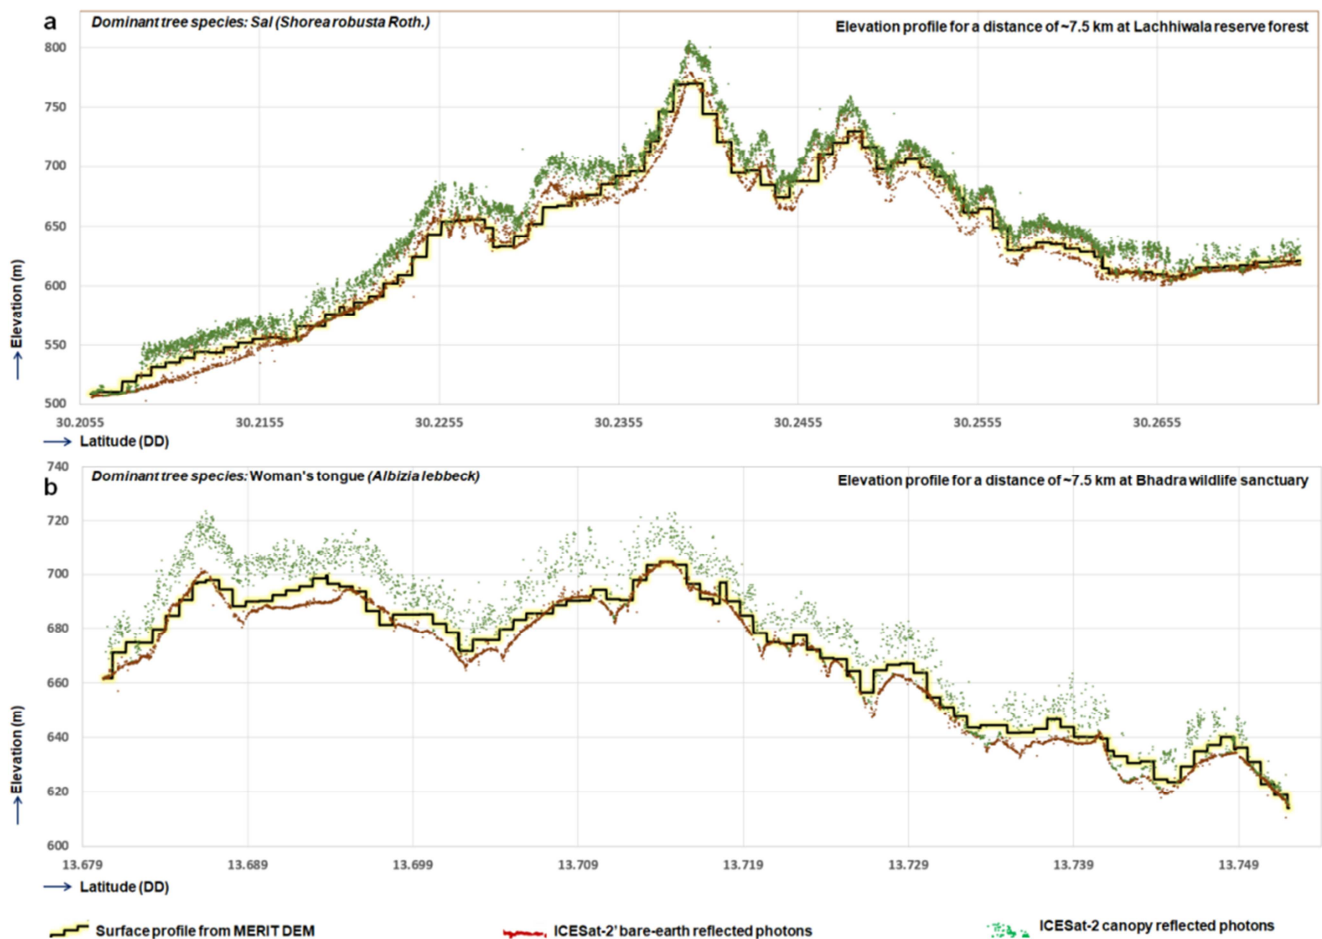 a
Dominant tree species: Sal (Shorea robusta Roth.)
Elevation profile for a distance of ~7.5 km at Lachhiwala reserve forest
800
750
700
650
600
550
500
Elevation (m)
30.2055 30.2155 30.2255 30.2355 30.2455 30.2555 30.2655
Latitude (DD)
740
b
Dominant tree species: Woman's tongue (Albizia lebbeck)
Elevation profile for a distance of ~7.5 km at Bhadra wildlife sanctuary
720
700
680
660
640
620
600
Elevation (m)
13.679 13.689 13.699 13.709 13.719 13.729 13.739 13.749
Latitude (DD)
Surface profile from MERIT DEM
ICESat-2' bare-earth reflected photons
ICESat-2 canopy reflected photons